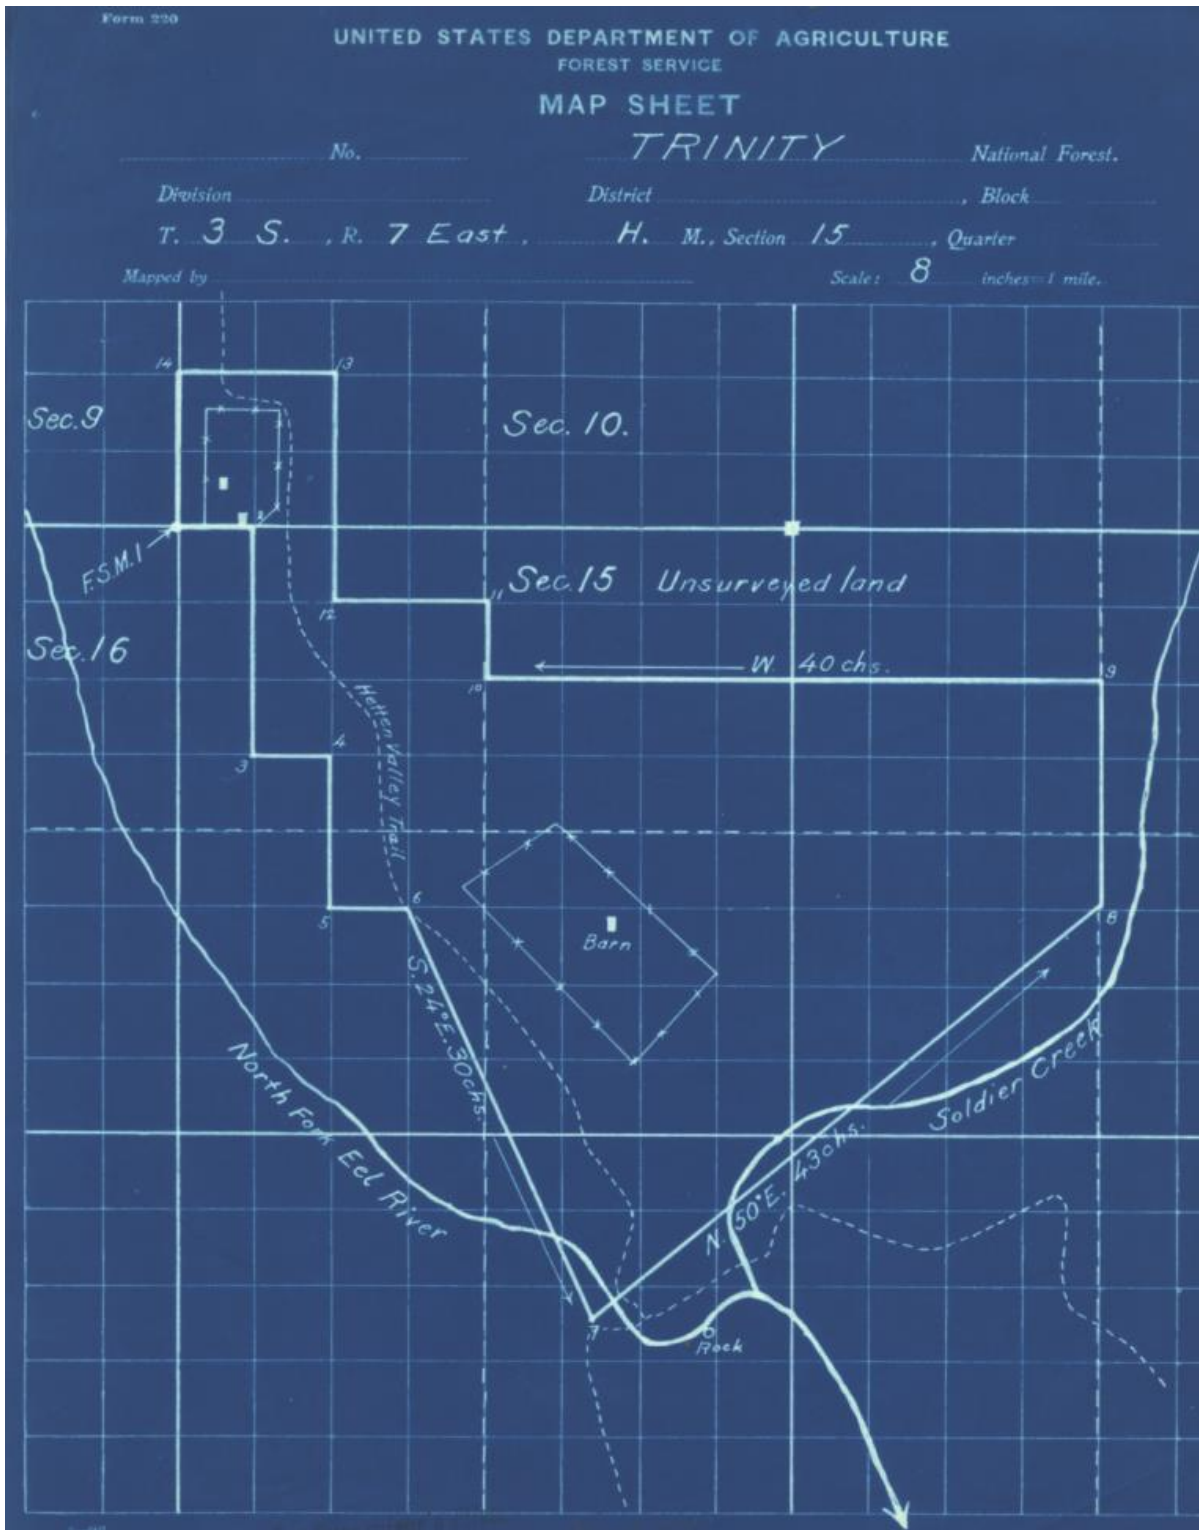 Form 220
UNITED STATES DEPARTMENT OF AGRICULTURE
FOREST SERVICE
MAP SHEET
No. TRINITY National Forest.
Division District , Block
T. 3 S. , R. 7 East , H. M., Section 15 , Quarter
Mapped by Scale: 8 inches=1 mile.
14 13
Sec. 9
Sec. 10.
2
F.S.M. 1
Sec. 15 Unsurveyed land
11
12
Sec. 16
W 40 chs.
9
10
Hetten Valley Trail
3 4
6
5
8
Barn
S. 24° E. 30 chs.
North Fork Eel River
Soldier Creek
N. 50° E. 43 chs.
7
Rock